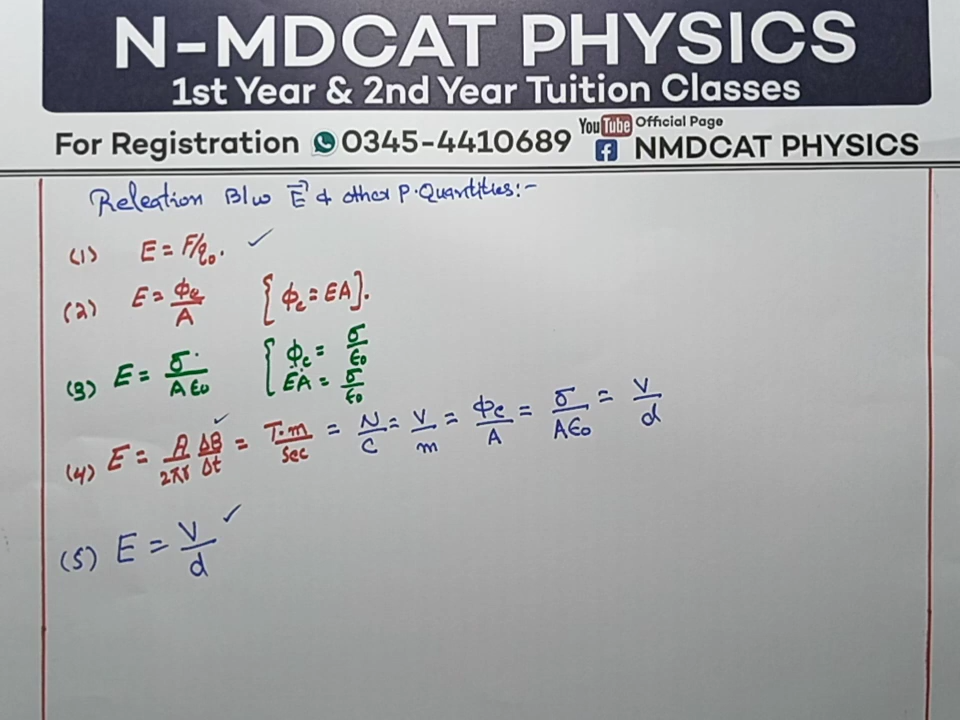 N-MDCAT PHYSICS
1st Year & 2nd Year Tuition Classes
For Registration 0345-4410689 YouTube Official Page
f NMDCAT PHYSICS
Releation B/w E⃗ & other P.Quantities:-
(1) E = F/q₀. ✓
(2) E = ϕe/A [ϕe = EA].
(3) E = σ/Aϵ₀ [ϕe = σ/ϵ₀
EA = σ/ϵ₀
(4) E = A/2πr ΔB/Δt ✓ = T.m/Sec = N/C = V/m = ϕe/A = σ/Aϵ₀ = V/d
(5) E = V/d ✓